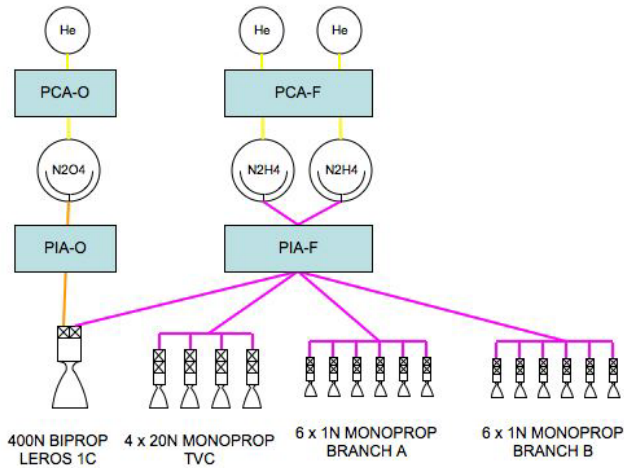 He
He
He
PCA-O
PCA-F
N2O4
N2H4
N2H4
PIA-O
PIA-F
400N BIPROP
LEROS 1C
4 x 20N MONOPROP
TVC
6 x 1N MONOPROP
BRANCH A
6 x 1N MONOPROP
BRANCH B